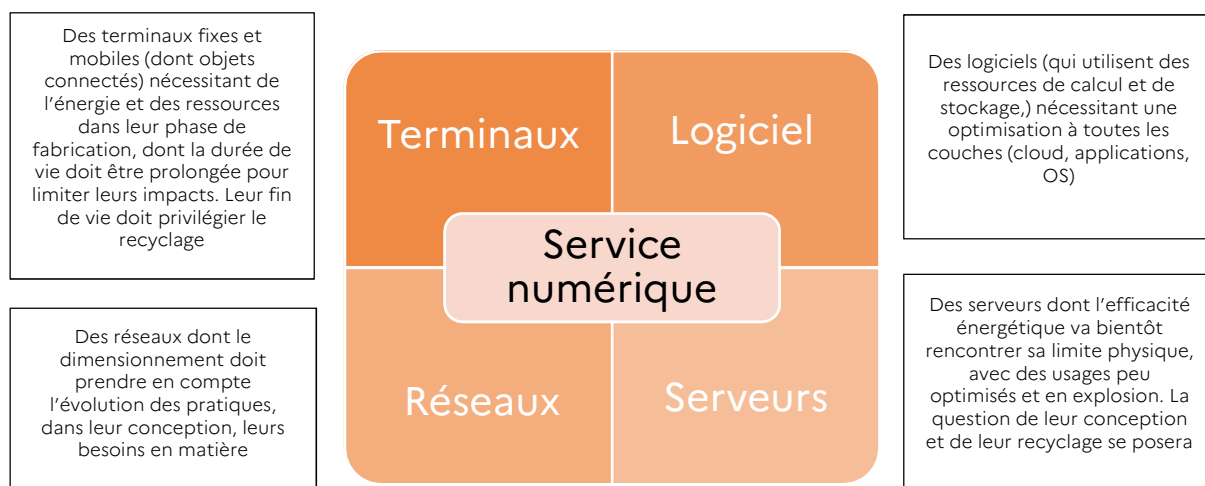 Des terminaux fixes et
mobiles (dont objets
connectés) nécessitant de
l'énergie et des ressources
dans leur phase de
fabrication, dont la durée de
vie doit être prolongée pour
limiter leurs impacts. Leur fin
de vie doit privilégier le
recyclage
Terminaux
Logiciel
Des logiciels (qui utilisent des
ressources de calcul et de
stockage,) nécessitant une
optimisation à toutes les
couches (cloud, applications,
OS)
Service
numérique
Des réseaux dont le
dimensionnement doit
prendre en compte
l'évolution des pratiques,
dans leur conception, leurs
besoins en matière
Réseaux
Serveurs
Des serveurs dont l'efficacité
énergétique va bientôt
rencontrer sa limite physique,
avec des usages peu
optimisés et en explosion. La
question de leur conception
et de leur recyclage se posera